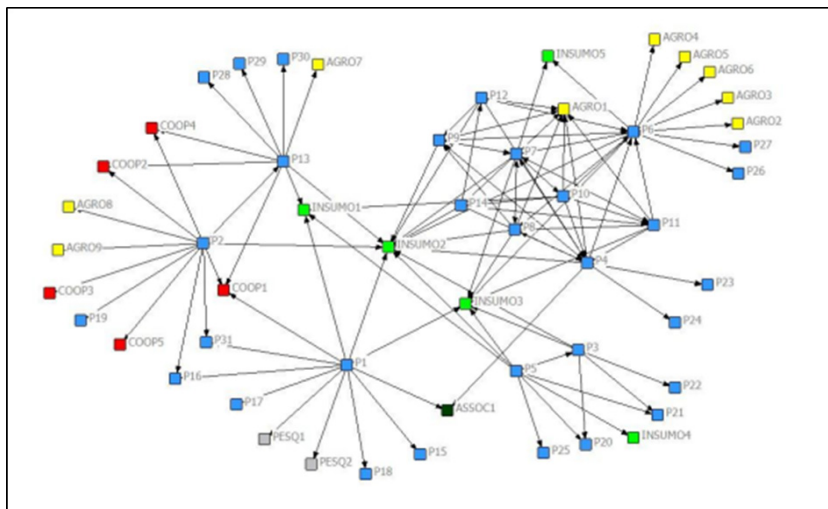 AGRO4
P30
P29
INSUMO5
AGRO5
AGRO7
P28
AGRO6
P12
AGRO3
AGRO1
COOP4
AGRO2
P6
P9
P27
P7
P13
COOP2
P26
P10
P14
AGRO8
INSUMO1
P11
P8
P2
INSUMO2
AGRO9
P4
P23
COOP3
COOP1
INSUMO3
P19
P24
P31
COOP5
P3
P1
P5
P16
P22
P17
ASSOC1
P21
PESQ1
INSUMO4
P20
P15
P25
PESQ2
P18